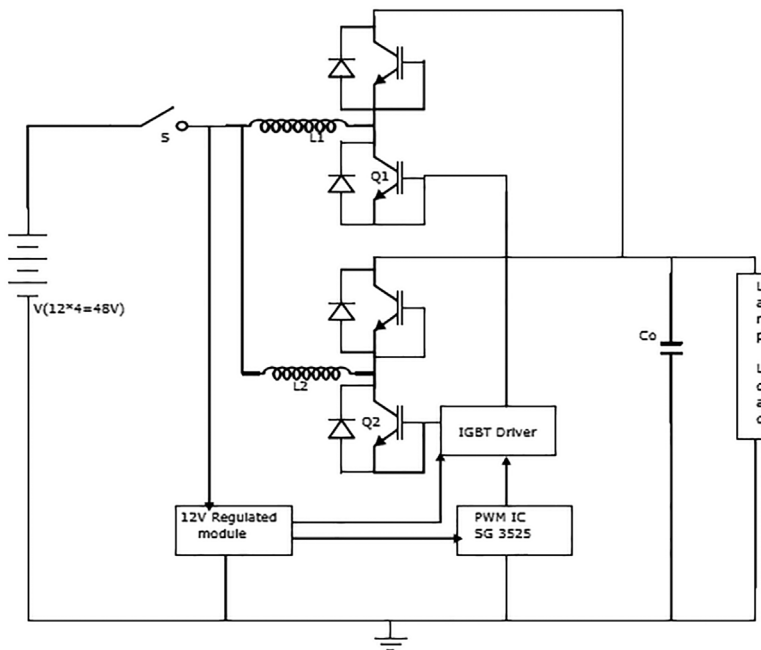 S
L1
Q1
V(12*4=48V)
Co
L2
Q2
IGBT Driver
12V Regulated
module
PWM IC
SG 3525